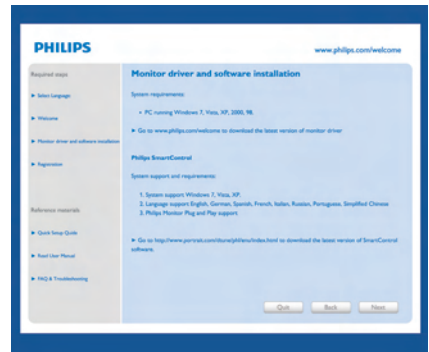 PHILIPS
www.philips.com/welcome
Required steps
► Select Language
► Welcome
► Monitor driver and software installation
► Registration
Reference materials
► Quick Setup Guide
► Read User Manual
► FAQ & Troubleshooting
Monitor driver and software installation
System requirements:
• PC running Windows 7, Vista, XP, 2000, 98.
► Go to www.philips.com/welcome to download the latest version of monitor driver
Philips SmartControl
System support and requirements:
1. System support Windows 7, Vista, XP.
2. Language support English, German, Spanish, French, Italian, Russian, Portuguese, Simplified Chinese
3. Philips Monitor Plug and Play support
► Go to http://www.portrait.com/dtune/phl/enu/index.html to download the latest version of SmartControl
software.
Quit
Back
Next